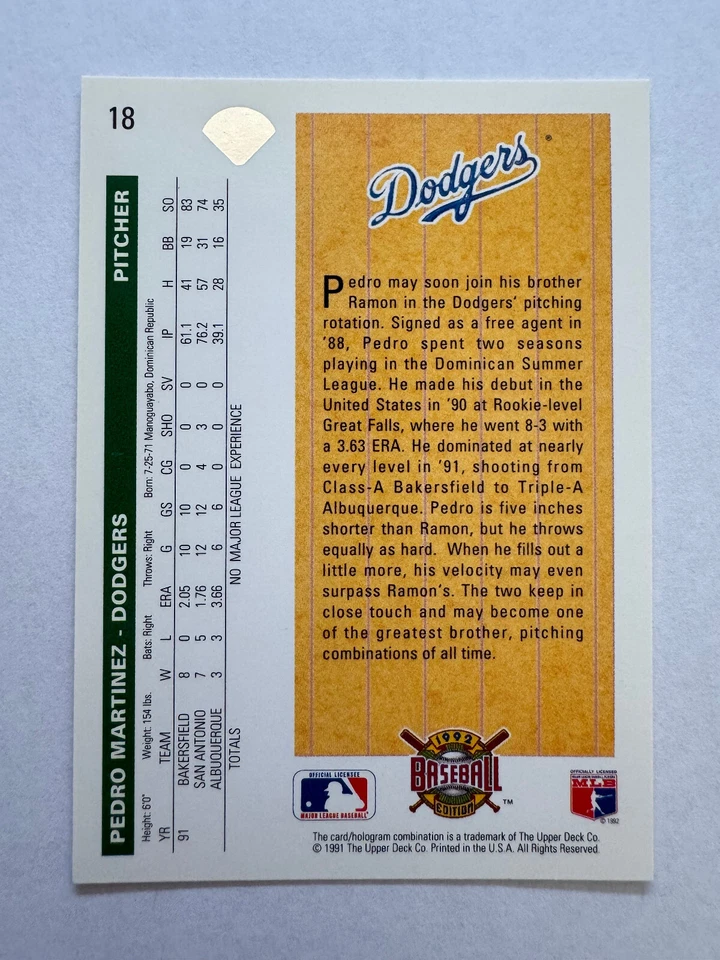 18
PEDRO MARTINEZ - DODGERS PITCHER
Height: 6'0" Weight: 154 lbs. Bats: Right Throws: Right Born: 7-25-71 Manoguayabo, Dominican Republic
YR TEAM W L ERA G GS CG SHO SV IP H BB SO
91 BAKERSFIELD 8 0 2.05 10 10 0 0 0 61.1 41 19 83
SAN ANTONIO 7 5 1.76 12 12 4 3 0 76.2 57 31 74
ALBUQUERQUE 3 3 3.66 6 6 0 0 0 39.1 28 16 35
TOTALS NO MAJOR LEAGUE EXPERIENCE
Dodgers®
Pedro may soon join his brother
Ramon in the Dodgers' pitching
rotation. Signed as a free agent in
'88, Pedro spent two seasons
playing in the Dominican Summer
League. He made his debut in the
United States in '90 at Rookie-level
Great Falls, where he went 8-3 with
a 3.63 ERA. He dominated at nearly
every level in '91, shooting from
Class-A Bakersfield to Triple-A
Albuquerque. Pedro is five inches
shorter than Ramon, but he throws
equally as hard. When he fills out a
little more, his velocity may even
surpass Ramon's. The two keep in
close touch and may become one
of the greatest brother, pitching
combinations of all time.
OFFICIAL LICENSEE
MAJOR LEAGUE BASEBALL
1992
BASEBALL
EDITION
™
OFFICIALLY LICENSED
MLB
© 1992
The card/hologram combination is a trademark of The Upper Deck Co.
© 1991 The Upper Deck Co. Printed in the U.S.A. All Rights Reserved.